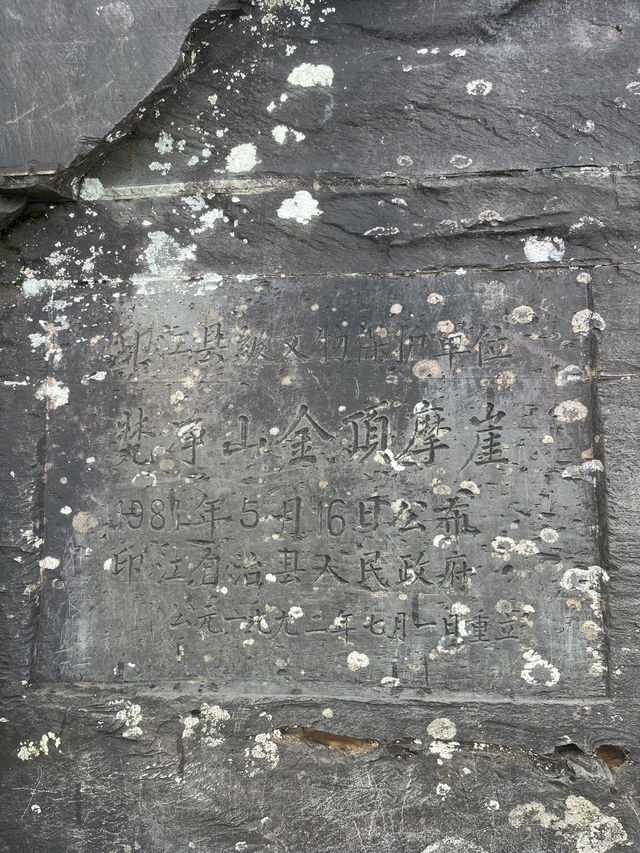 印江县级文物保护单位
梵净山金顶摩崖
1981年5月16日公布
印江自治县人民政府
公元一九九二年七月一日重立